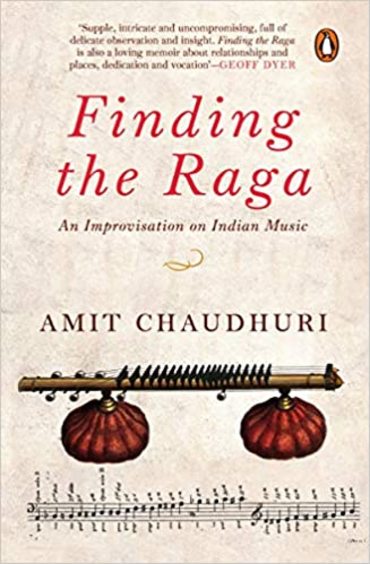 'Supple, intricate and uncompromising, full of
delicate observation and insight. Finding the Raga
is also a loving memoir about relationships and
places, dedication and vocation'—GEOFF DYER
Finding
the Raga
An Improvisation on Indian Music
AMIT CHAUDHURI